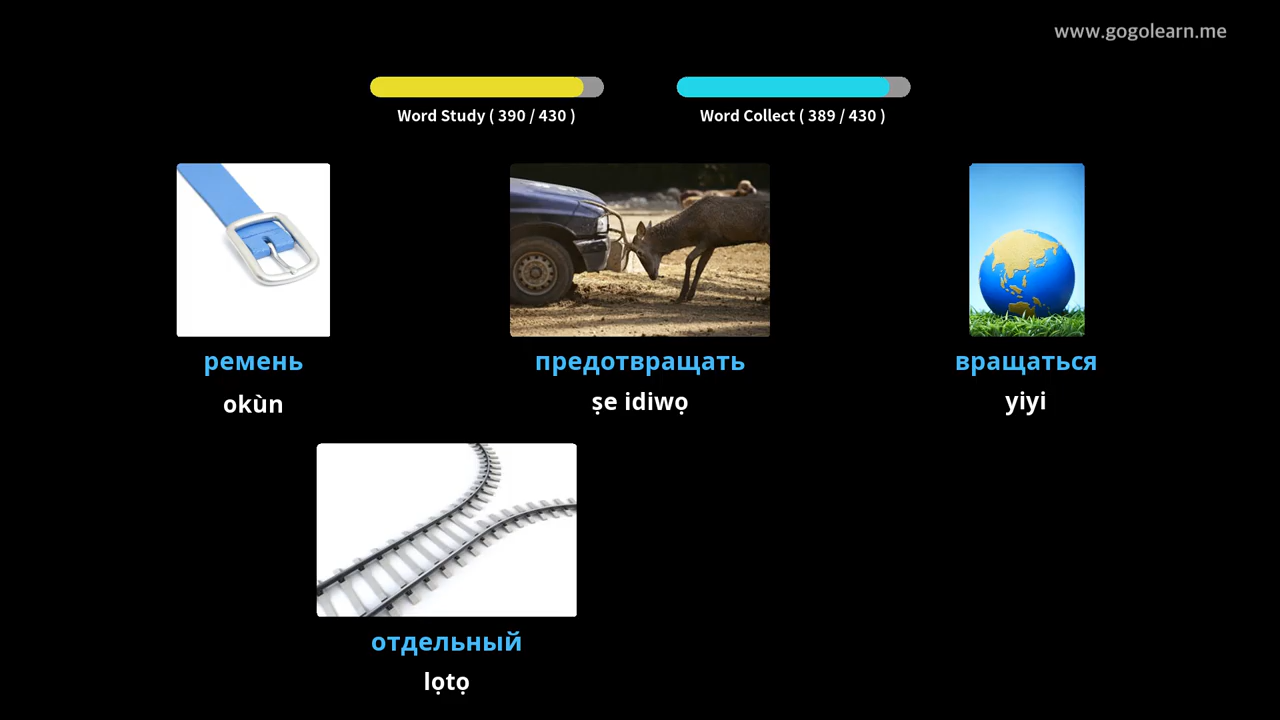 www.gogolearn.me
Word Study ( 390 / 430 )
Word Collect ( 389 / 430 )
ремень
okùn
предотвращать
ṣe idiwọ
вращаться
yiyi
отдельный
lọtọ